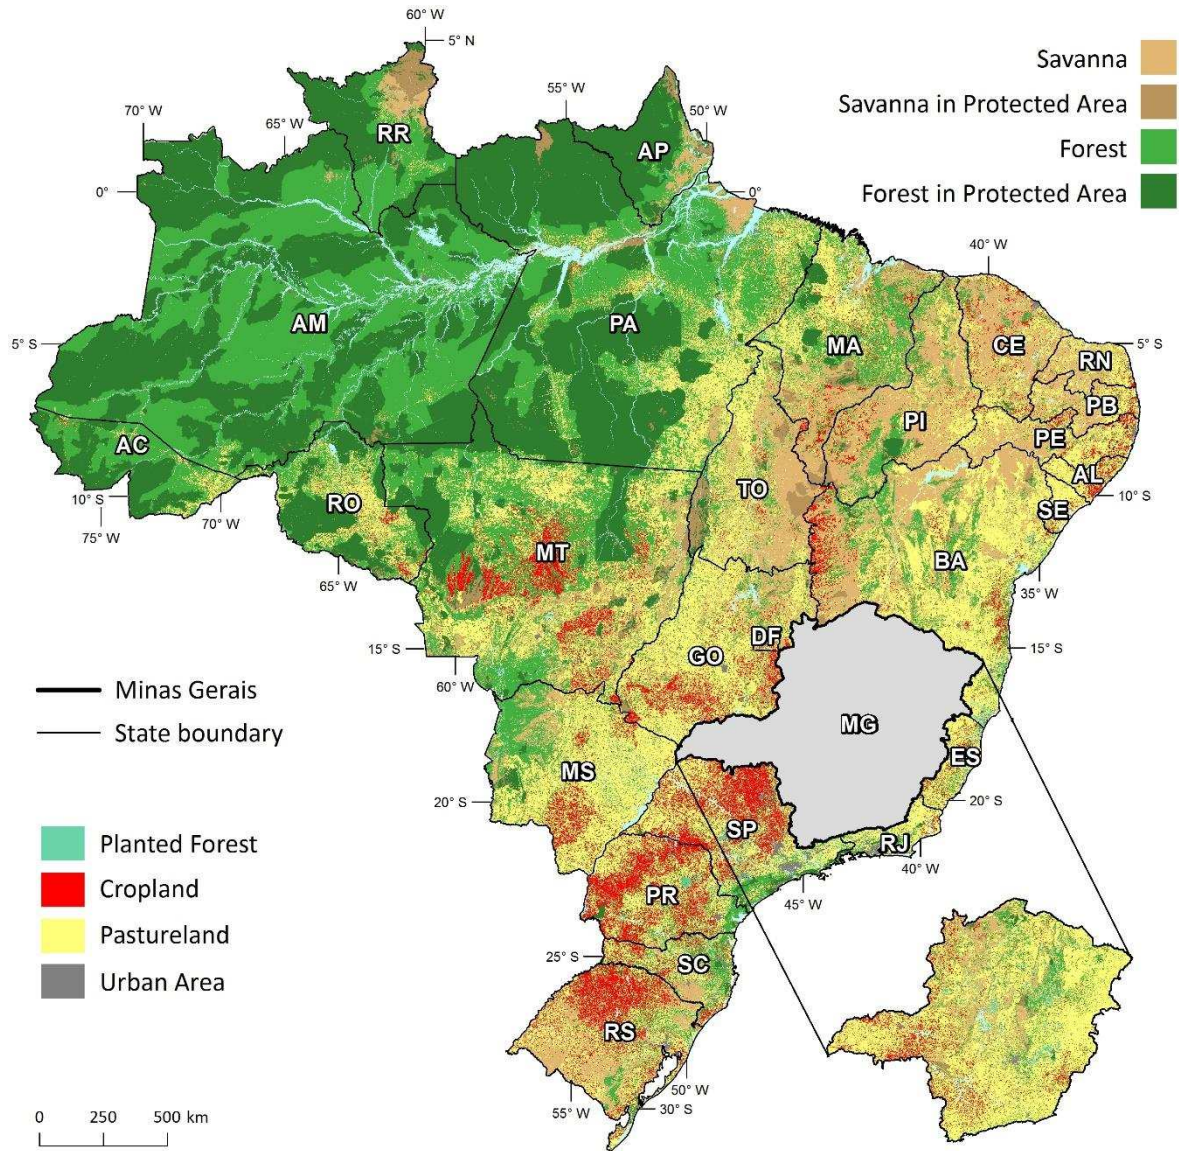 60° W
5° N
70° W
65° W
55° W
50° W
Savanna
Savanna in Protected Area
Forest
Forest in Protected Area
RR
AP
0°
0°
40° W
AM
PA
MA
CE
RN
PB
PI
PE
AL
SE
5° S
5° S
AC
RO
TO
10° S
10° S
75° W
70° W
MT
BA
65° W
35° W
15° S
15° S
60° W
GO
DF
Minas Gerais
State boundary
MG
MS
ES
20° S
20° S
SP
RJ
40° W
45° W
Planted Forest
Cropland
Pastureland
Urban Area
PR
25° S
SC
RS
50° W
55° W
30° S
0 250 500 km